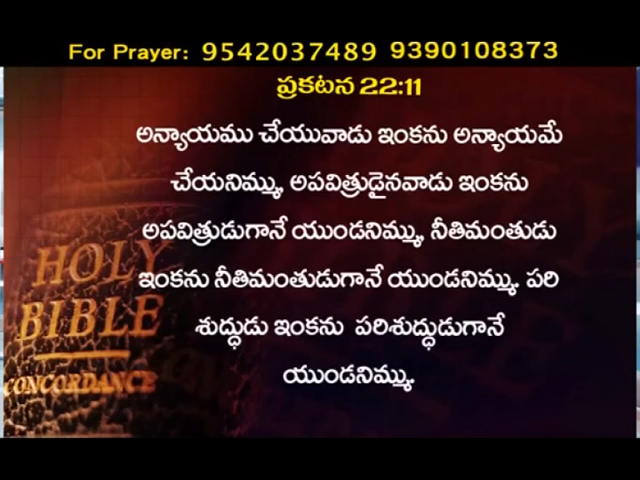 For Prayer: 9542037489 9390108373
ప్రకటన 22:11
అన్యాయము చేయువాడు ఇంకను అన్యాయమే
చేయనిమ్ము, అపవిత్రుడైనవాడు ఇంకను
అపవిత్రుడుగానే యుండనిమ్ము, నీతిమంతుడు
ఇంకను నీతిమంతుడుగానే యుండనిమ్ము. పరి
శుద్ధుడు ఇంకను పరిశుద్ధుడుగానే
యుండనిమ్ము.
HOLY
BIBLE
CONCORDANCE